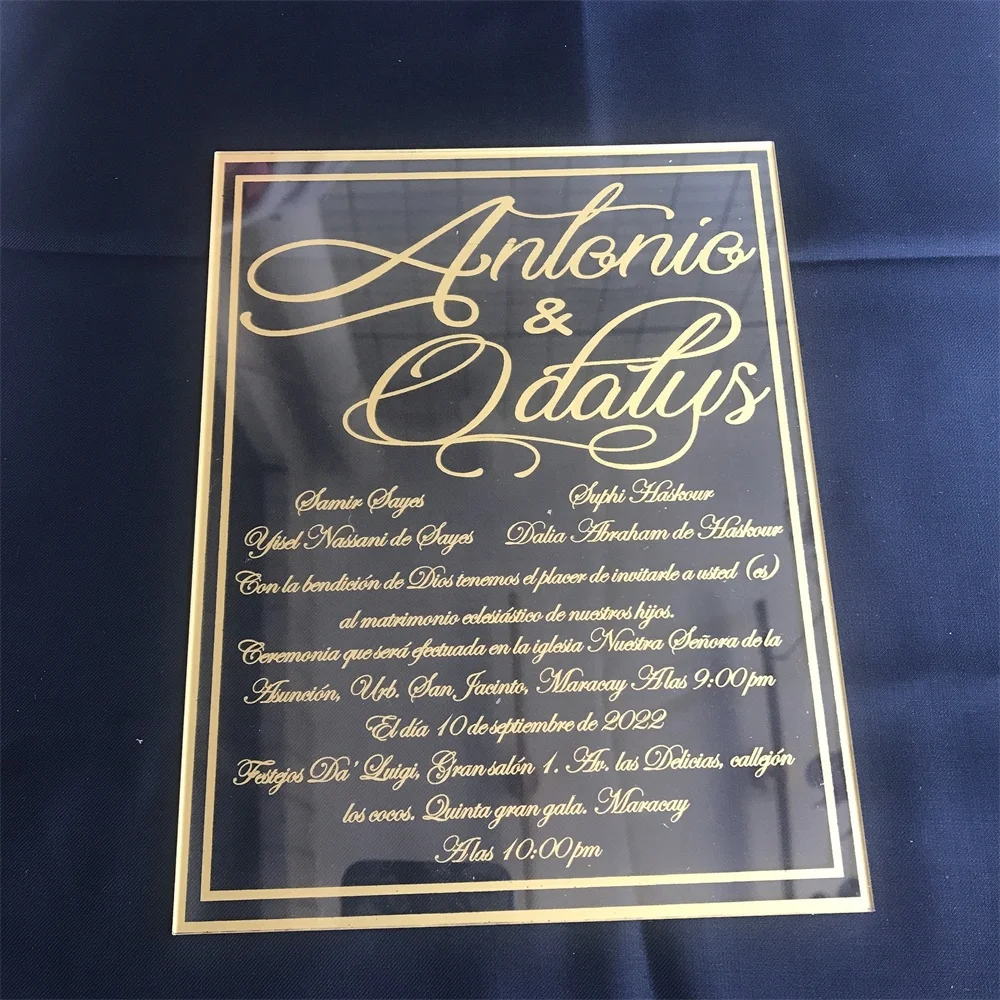 Antonio
&
Odalys
Samir Sayes Suphi Haskour
Yisel Nassani de Sayes Dalia Abraham de Haskour
Con la bendición de Dios tenemos el placer de invitarle a usted (es)
al matrimonio eclesiástico de nuestros hijos.
Ceremonia que será efectuada en la iglesia Nuestra Señora de la
Asunción, Urb. San Jacinto, Maracay A las 9:00pm
El día 10 de septiembre de 2022
Festejos Da' Luigi, Gran salón 1. Av. las Delicias, callejón
los cocos. Quinta gran gala. Maracay
A las 10:00pm